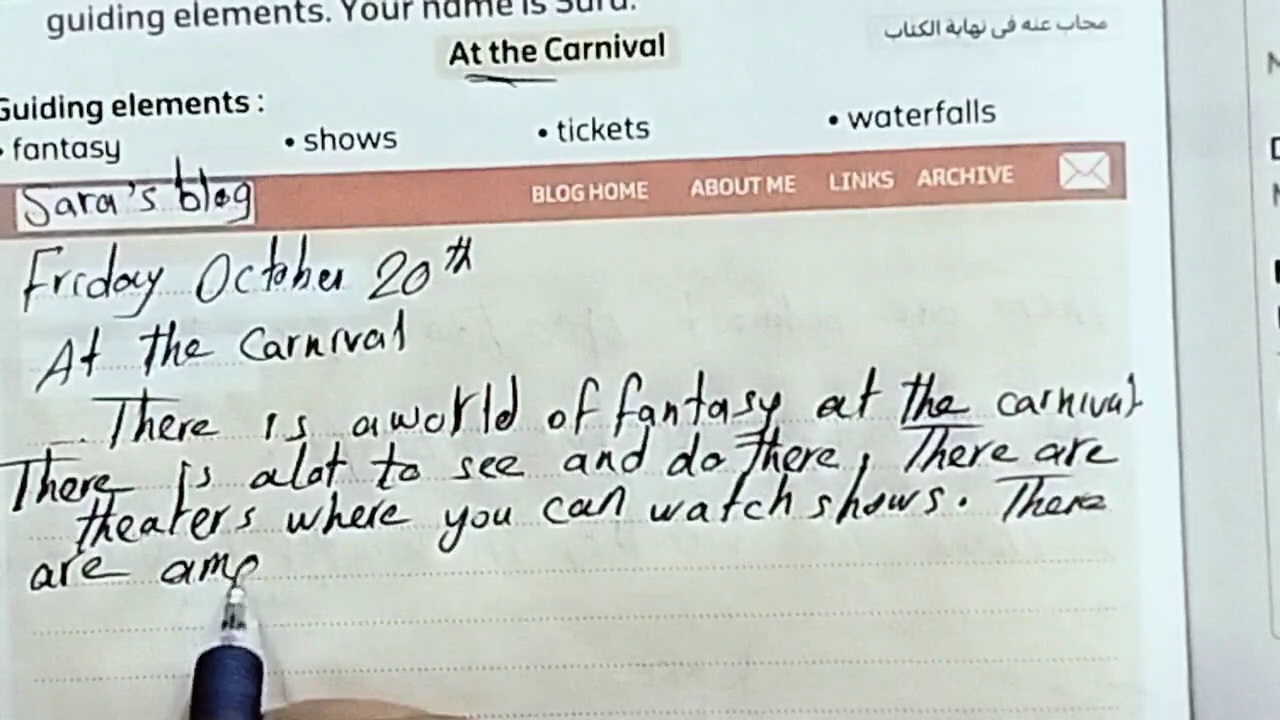 guiding elements. Your name is Sara.
At the Carnival
محاب عنه فى نهاية الكتاب
Guiding elements :
• fantasy • shows • tickets • waterfalls
Sara's blog BLOG HOME ABOUT ME LINKS ARCHIVE
Friday October 20th
At the Carnival
There is a world of fantasy at the carnival
There is alot to see and do there, There are
theaters where you can watch shows. There
are amo